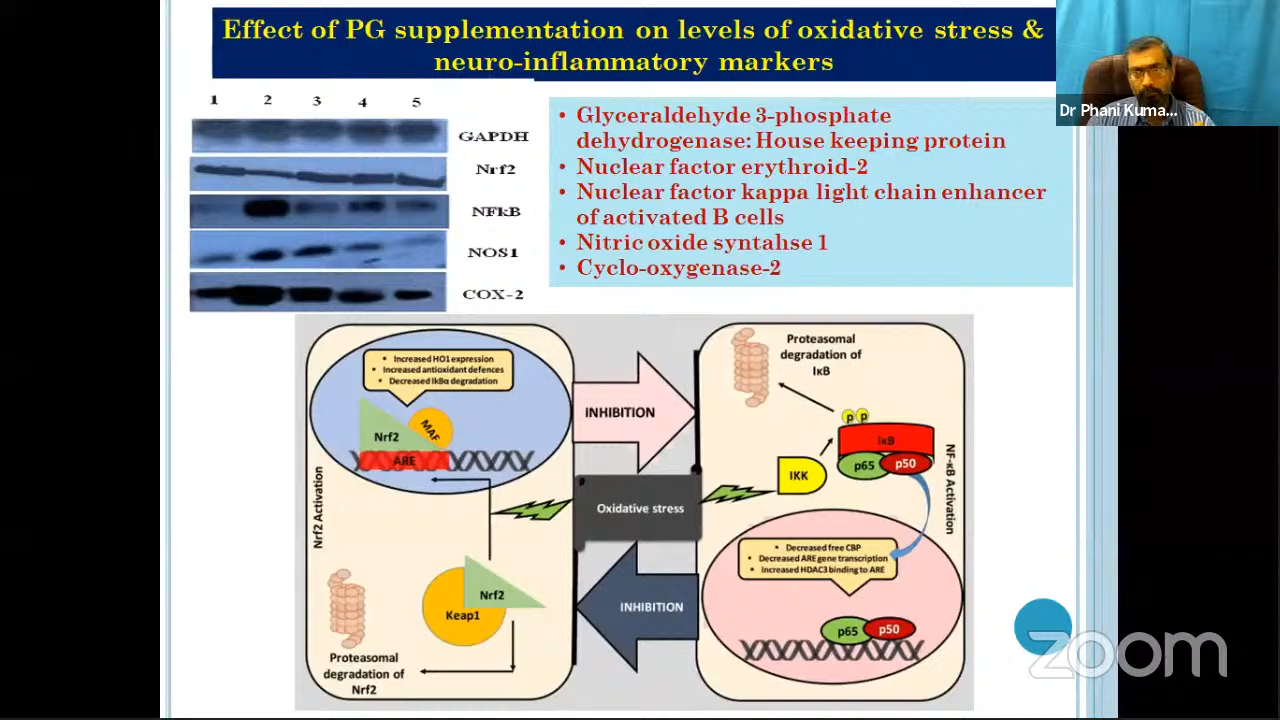 Effect of PG supplementation on levels of oxidative stress &
neuro-inflammatory markers
Dr Phani Kuma...
1 2 3 4 5
GAPDH
Nrf2
NFkB
NOS1
COX-2
• Glyceraldehyde 3-phosphate
dehydrogenase: House keeping protein
• Nuclear factor erythroid-2
• Nuclear factor kappa light chain enhancer
of activated B cells
• Nitric oxide syntahse 1
• Cyclo-oxygenase-2
• Increased HO1 expression
• Increased antioxidant defences
• Decreased IkBα degradation
Nrf2
MAF
ARE
Nrf2 Activation
Keap1
Nrf2
Proteasomal
degradation of
Nrf2
INHIBITION
Oxidative stress
INHIBITION
Proteasomal
degradation of
IκB
p p
IκB
p65 p50
IKK
NF-κB Activation
• Decreased free CBP
• Decreased ARE gene transcription
• Increased HDAC3 binding to ARE
p65 p50
zoom